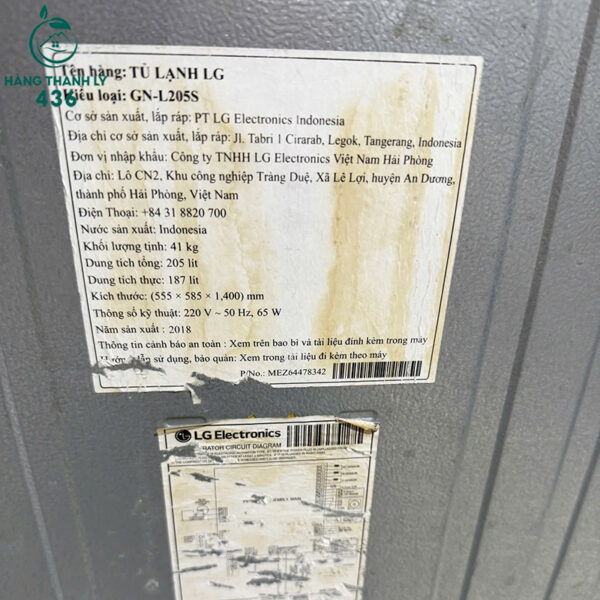 HÀNG THANH LÝ
436
Tên hàng: TỦ LẠNH LG
Kiểu loại: GN-L205S
Cơ sở sản xuất, lắp ráp: PT LG Electronics Indonesia
Địa chỉ cơ sở sản xuất, lắp ráp: Jl. Tabri 1 Cirarab, Legok, Tangerang, Indonesia
Đơn vị nhập khẩu: Công ty TNHH LG Electronics Việt Nam Hải Phòng
Địa chỉ: Lô CN2, Khu công nghiệp Tràng Duệ, Xã Lê Lợi, huyện An Dương,
thành phố Hải Phòng, Việt Nam
Điện Thoại: +84 31 8820 700
Nước sản xuất: Indonesia
Khối lượng tịnh: 41 kg
Dung tích tổng: 205 lít
Dung tích thực: 187 lít
Kích thước: (555 × 585 × 1,400) mm
Thông số kỹ thuật: 220 V ~ 50 Hz, 65 W
Năm sản xuất : 2018
Thông tin cảnh báo an toàn : Xem trên bao bì và tài liệu đính kèm trong máy
dẫn sử dụng, bảo quản: Xem trong tài liệu đi kèm theo máy
P/No.: MEZ64478342
LG Electronics
CIRCUIT DIAGRAM